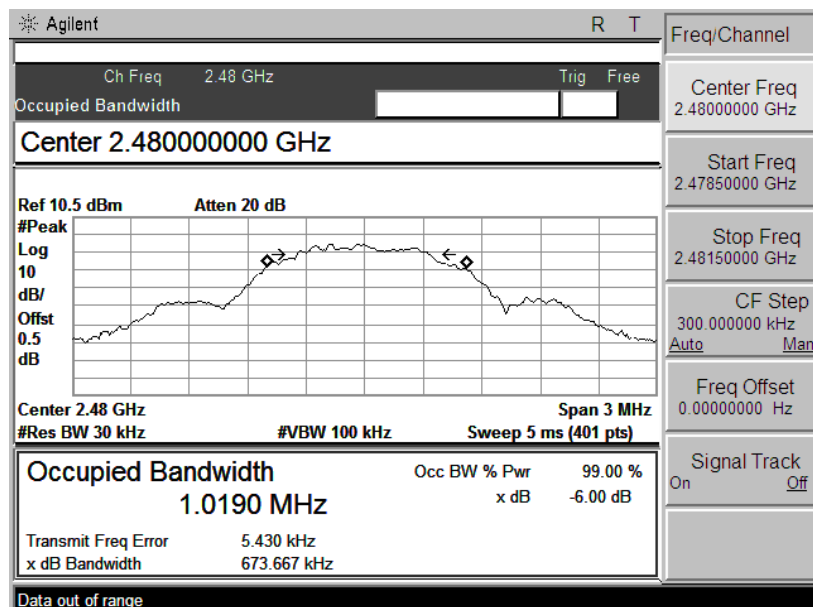 Agilent R T
Ch Freq 2.48 GHz Trig Free
Occupied Bandwidth
Center 2.480000000 GHz
Ref 10.5 dBm Atten 20 dB
#Peak
Log
10
dB/
Offst
0.5
dB
Center 2.48 GHz Span 3 MHz
#Res BW 30 kHz #VBW 100 kHz Sweep 5 ms (401 pts)
Occupied Bandwidth Occ BW % Pwr 99.00 %
1.0190 MHz x dB -6.00 dB
Transmit Freq Error 5.430 kHz
x dB Bandwidth 673.667 kHz
Data out of range
Freq/Channel
Center Freq
2.48000000 GHz
Start Freq
2.47850000 GHz
Stop Freq
2.48150000 GHz
CF Step
300.000000 kHz
Auto Man
Freq Offset
0.00000000 Hz
Signal Track
On Off